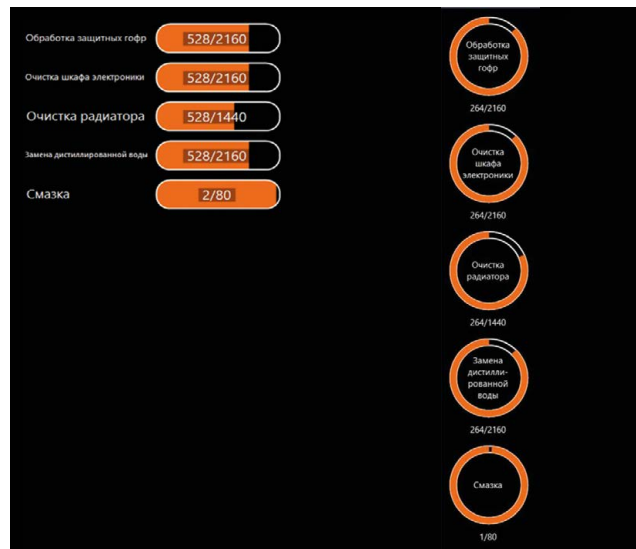 Обработка защитных гофр 528/2160
Очистка шкафа электроники 528/2160
Очистка радиатора 528/1440
Замена дистиллированной воды 528/2160
Смазка 2/80
Обработка
защитных
гофр
264/2160
Очистка
шкафа
электроники
264/2160
Очистка
радиатора
264/1440
Замена
дистилли-
рованной
воды
264/2160
Смазка
1/80